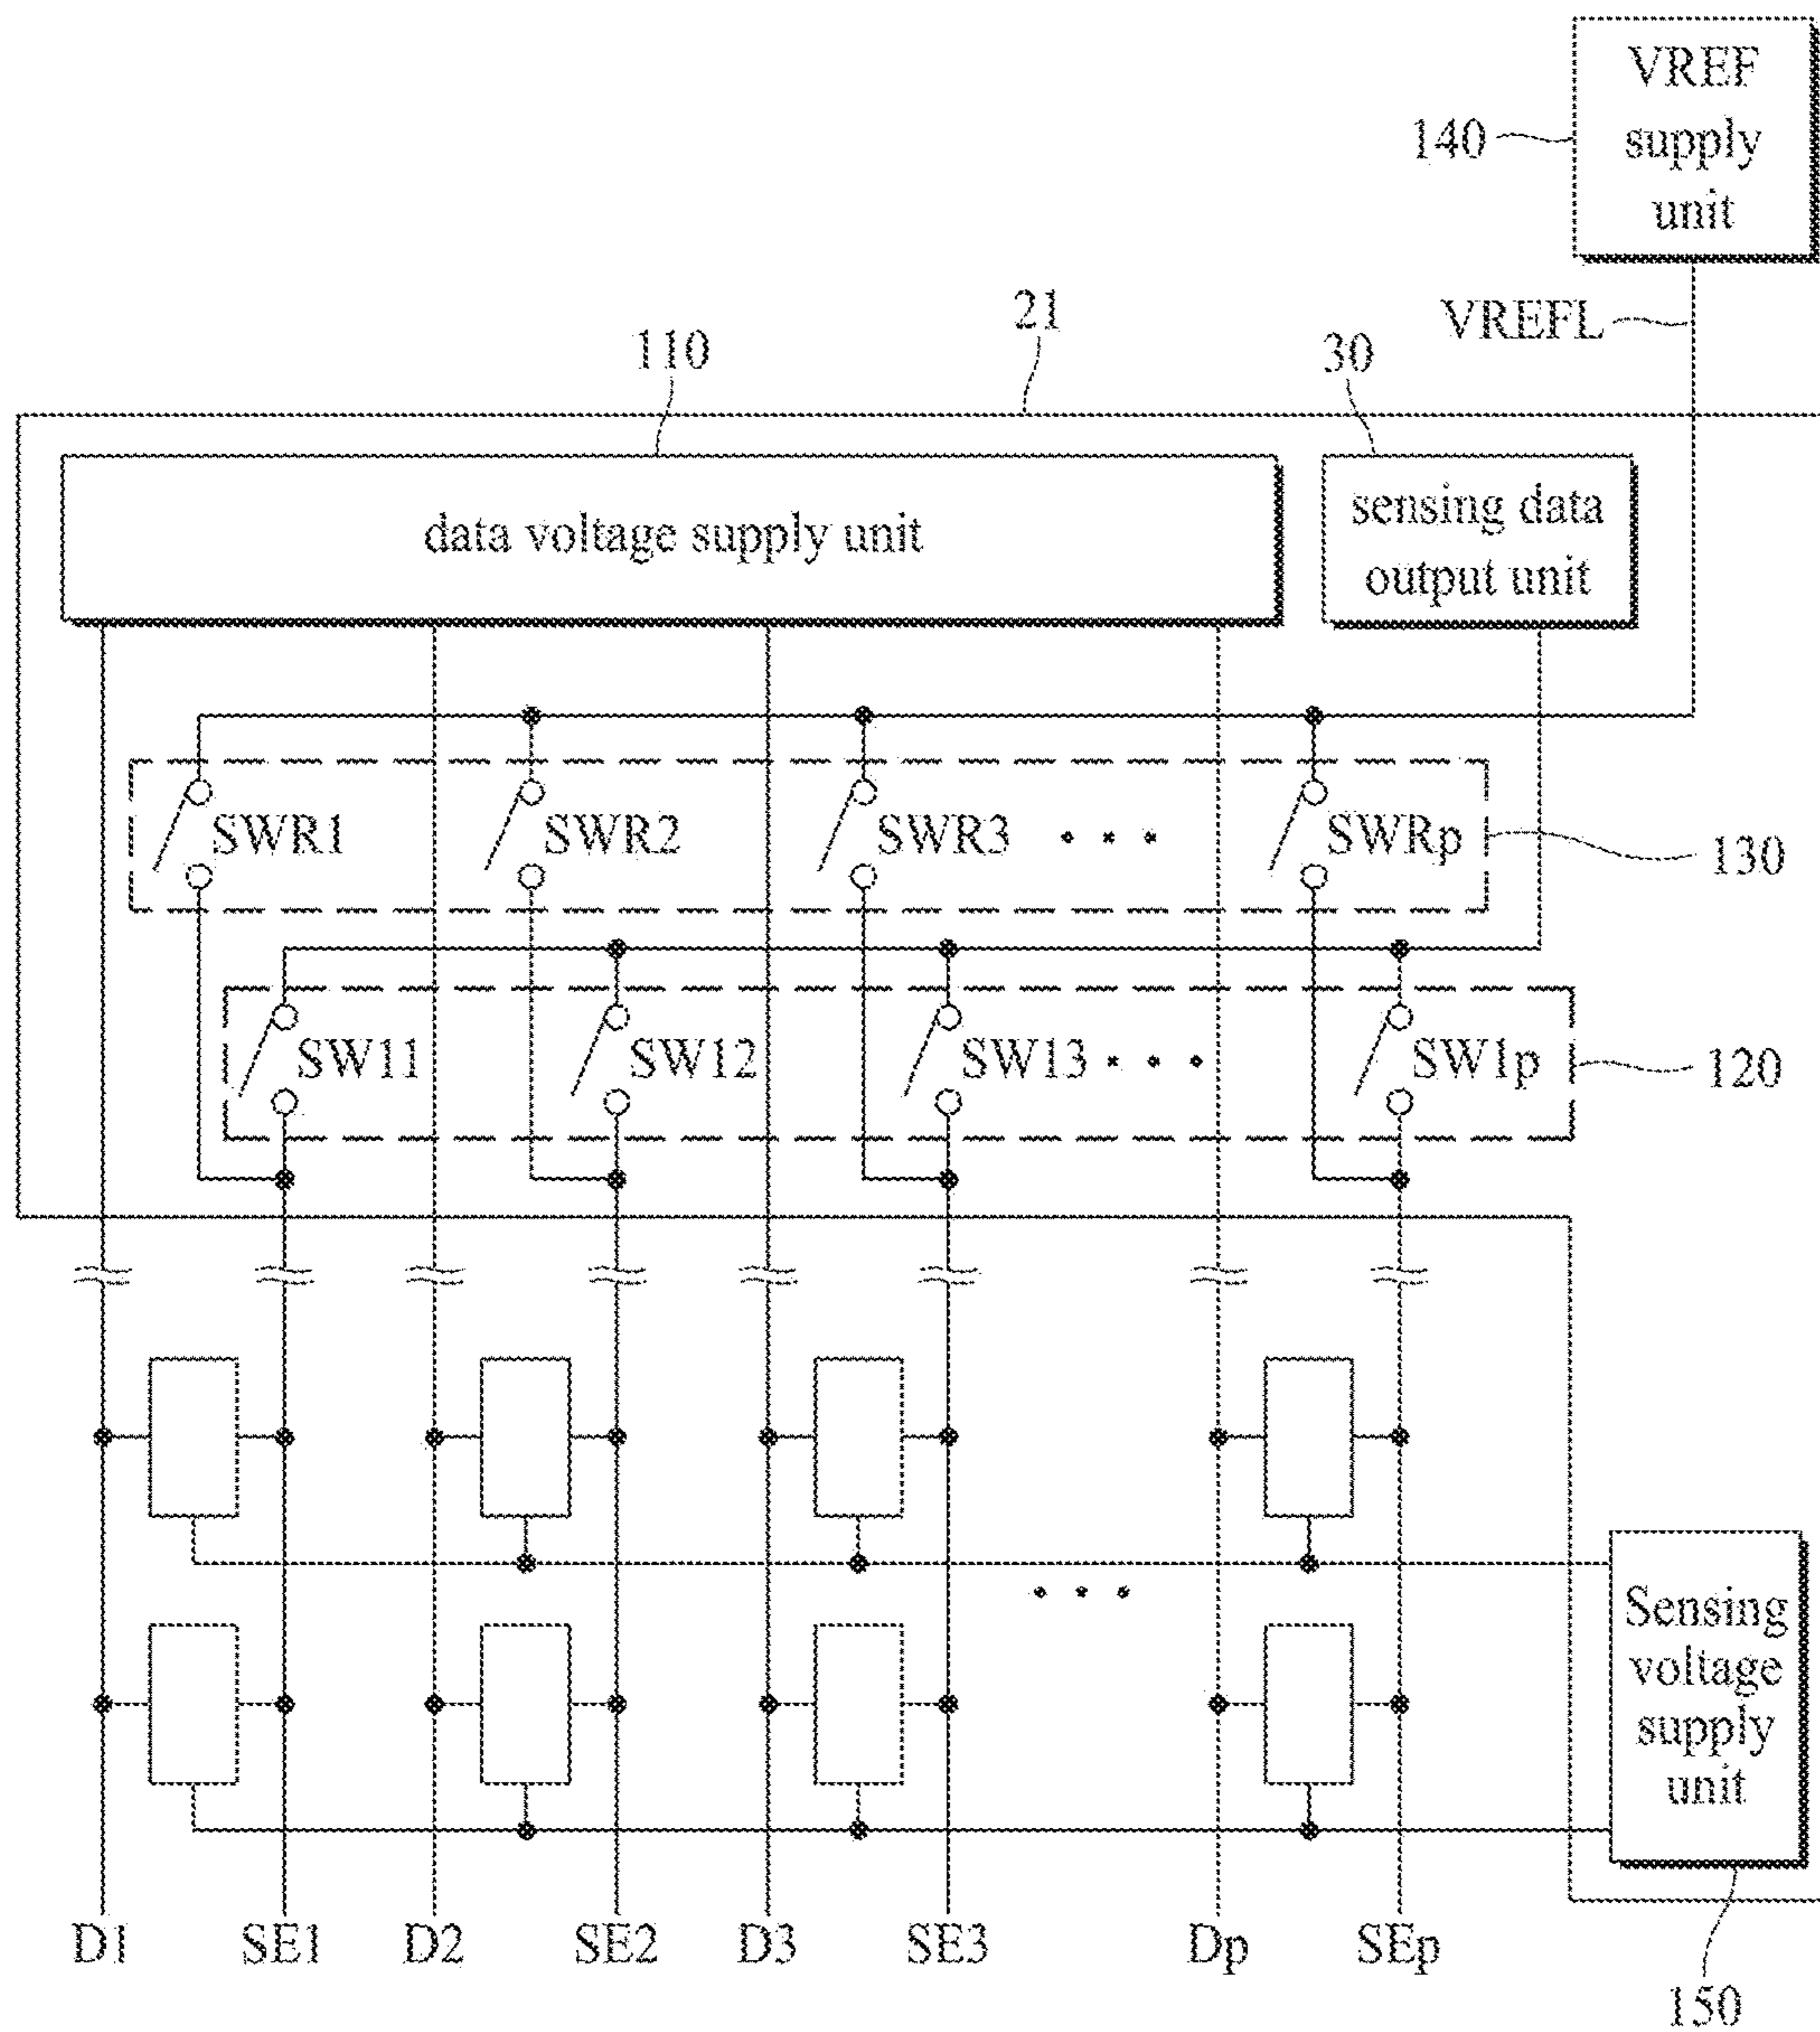 VREF
supply
unit
140
VREFL
21
110
30
data voltage supply unit
sensing data
output unit
SWR1 SWR2 SWR3 • • • SWRp
130
SW11 SW12 SW13 • • • SW1p
120
• • •
Sensing
voltage
supply
unit
D1 SE1 D2 SE2 D3 SE3 Dp SEp
150